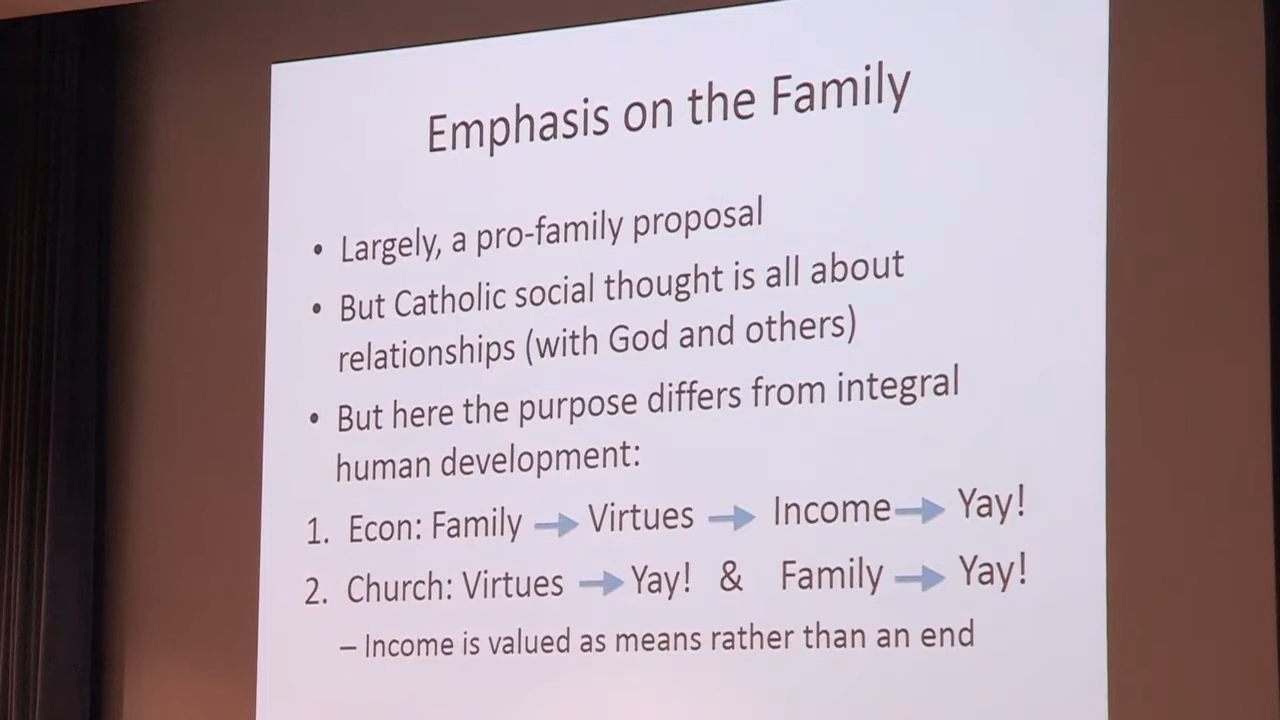 Emphasis on the Family
• Largely, a pro-family proposal
• But Catholic social thought is all about
relationships (with God and others)
• But here the purpose differs from integral
human development:
1. Econ: Family → Virtues → Income → Yay!
2. Church: Virtues → Yay! & Family → Yay!
– Income is valued as means rather than an end